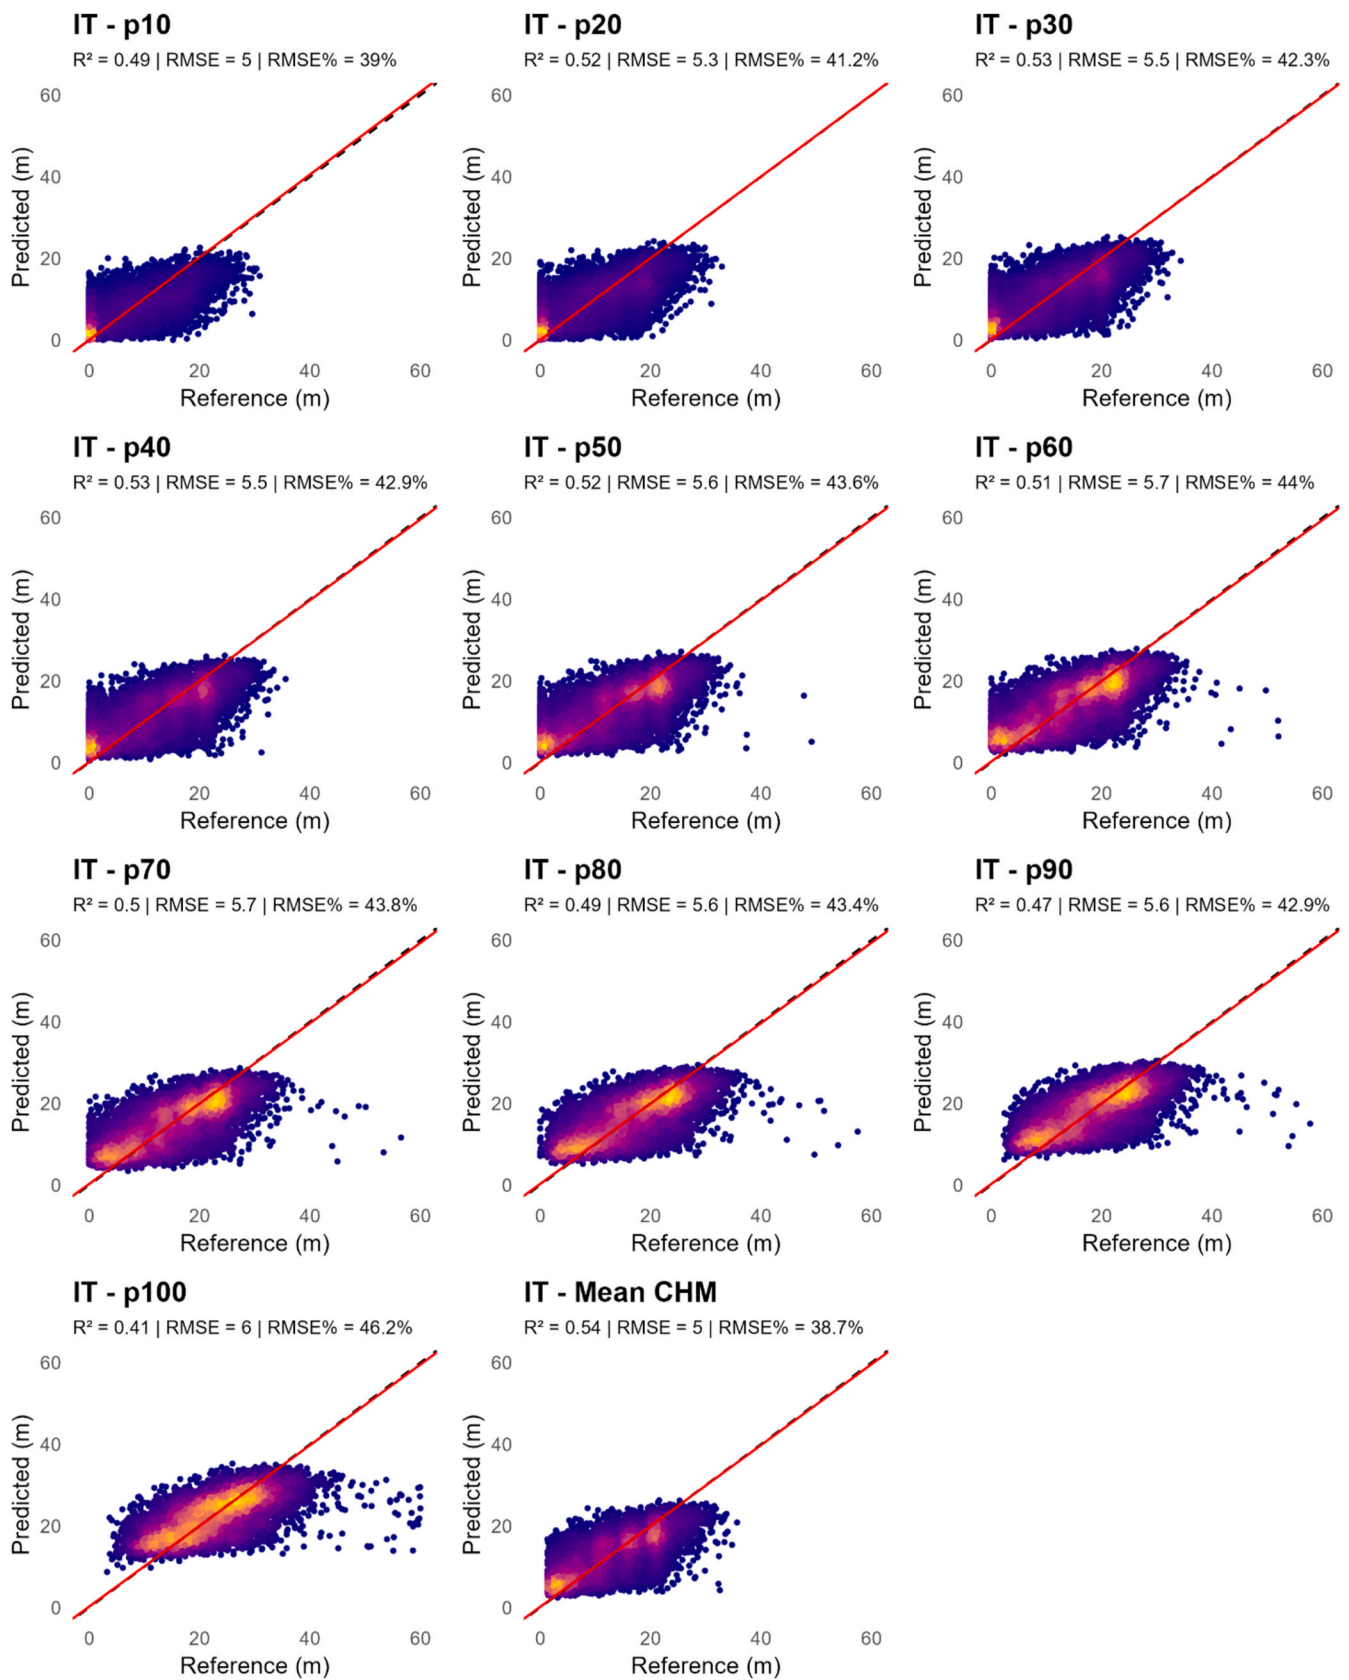 IT - p10
R² = 0.49 | RMSE = 5 | RMSE% = 39%
60
40
20
0
Predicted (m)
0 20 40 60
Reference (m)
IT - p20
R² = 0.52 | RMSE = 5.3 | RMSE% = 41.2%
60
40
20
0
Predicted (m)
0 20 40 60
Reference (m)
IT - p30
R² = 0.53 | RMSE = 5.5 | RMSE% = 42.3%
60
40
20
0
Predicted (m)
0 20 40 60
Reference (m)
IT - p40
R² = 0.53 | RMSE = 5.5 | RMSE% = 42.9%
60
40
20
0
Predicted (m)
0 20 40 60
Reference (m)
IT - p50
R² = 0.52 | RMSE = 5.6 | RMSE% = 43.6%
60
40
20
0
Predicted (m)
0 20 40 60
Reference (m)
IT - p60
R² = 0.51 | RMSE = 5.7 | RMSE% = 44%
60
40
20
0
Predicted (m)
0 20 40 60
Reference (m)
IT - p70
R² = 0.5 | RMSE = 5.7 | RMSE% = 43.8%
60
40
20
0
Predicted (m)
0 20 40 60
Reference (m)
IT - p80
R² = 0.49 | RMSE = 5.6 | RMSE% = 43.4%
60
40
20
0
Predicted (m)
0 20 40 60
Reference (m)
IT - p90
R² = 0.47 | RMSE = 5.6 | RMSE% = 42.9%
60
40
20
0
Predicted (m)
0 20 40 60
Reference (m)
IT - p100
R² = 0.41 | RMSE = 6 | RMSE% = 46.2%
60
40
20
0
Predicted (m)
0 20 40 60
Reference (m)
IT - Mean CHM
R² = 0.54 | RMSE = 5 | RMSE% = 38.7%
60
40
20
0
Predicted (m)
0 20 40 60
Reference (m)